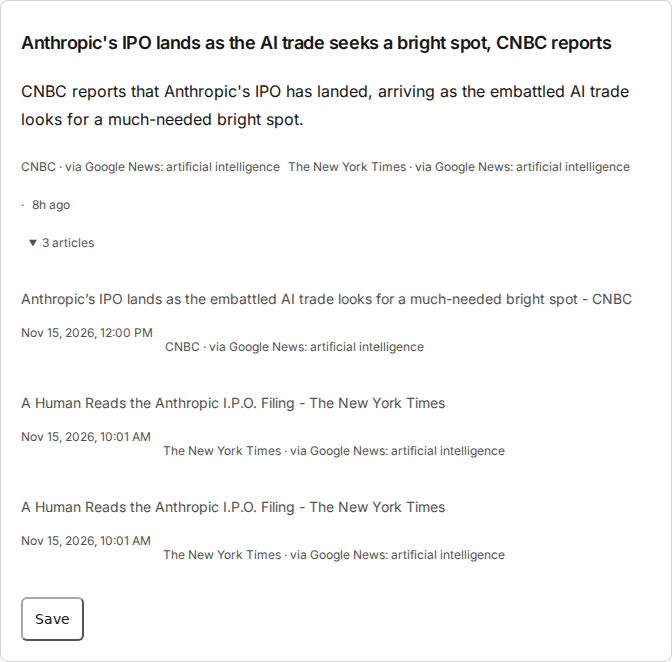 Anthropic's IPO lands as the AI trade seeks a bright spot, CNBC reports
CNBC reports that Anthropic's IPO has landed, arriving as the embattled AI trade
looks for a much-needed bright spot.
CNBC · via Google News: artificial intelligence The New York Times · via Google News: artificial intelligence
· 8h ago
▼ 3 articles
Anthropic’s IPO lands as the embattled AI trade looks for a much-needed bright spot - CNBC
Nov 15, 2026, 12:00 PM
CNBC · via Google News: artificial intelligence
A Human Reads the Anthropic I.P.O. Filing - The New York Times
Nov 15, 2026, 10:01 AM
The New York Times · via Google News: artificial intelligence
A Human Reads the Anthropic I.P.O. Filing - The New York Times
Nov 15, 2026, 10:01 AM
The New York Times · via Google News: artificial intelligence
Save